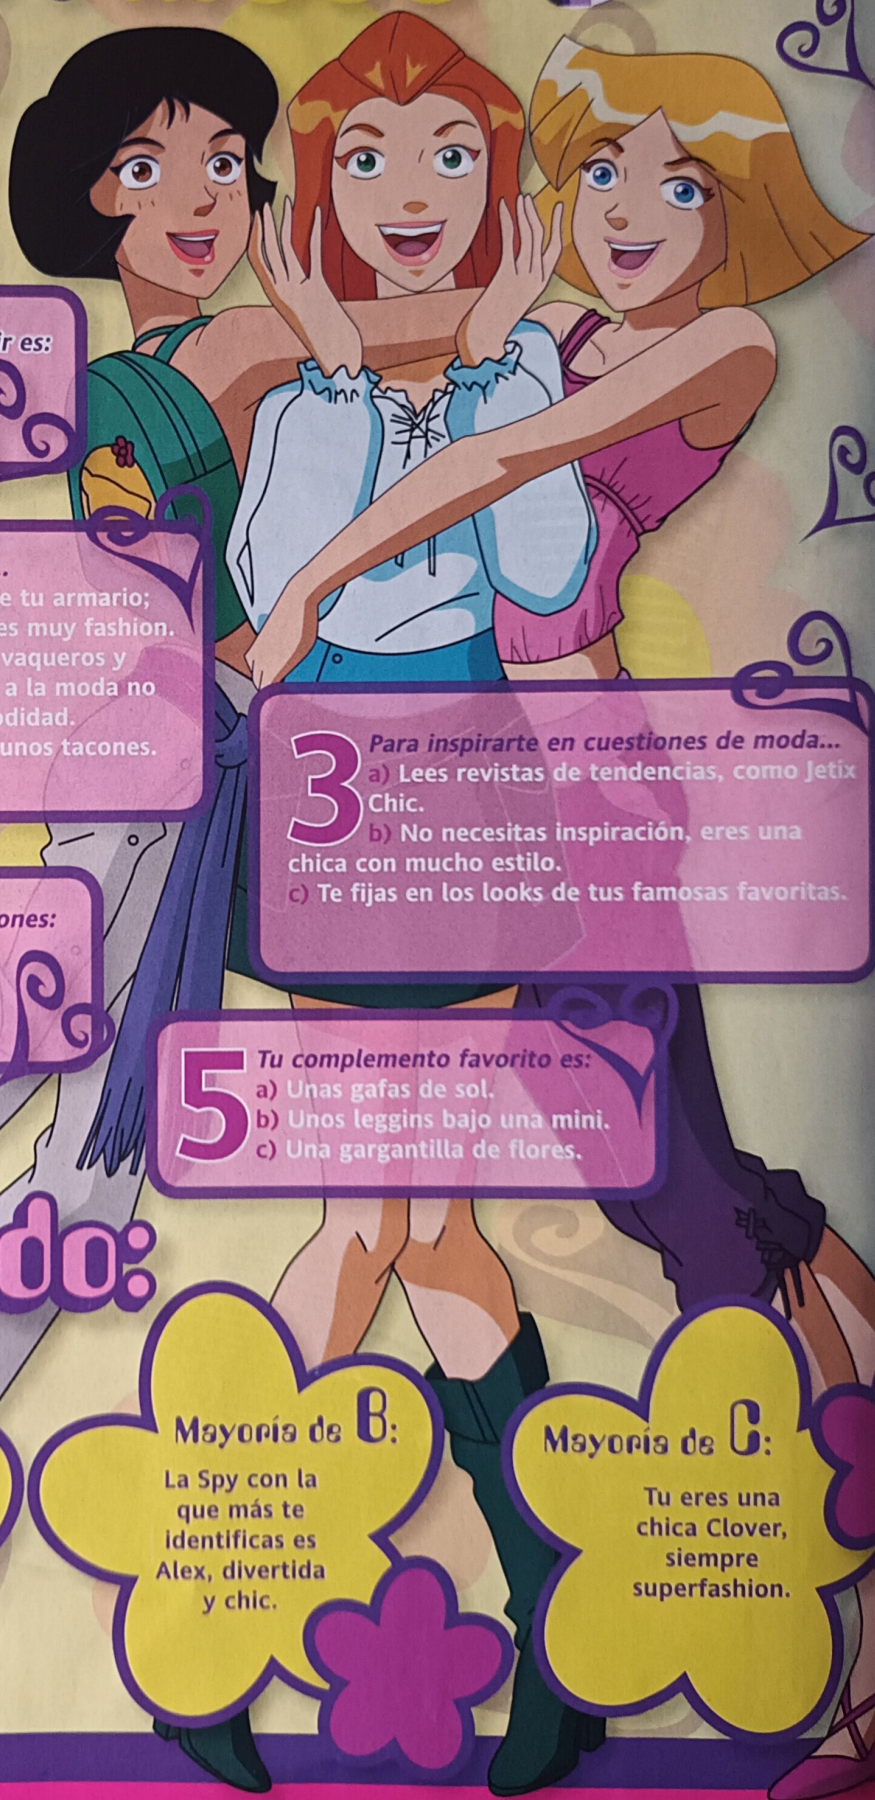 r es:
e tu armario;
es muy fashion.
vaqueros y
a la moda no
odidad.
unos tacones.
3 Para inspirarte en cuestiones de moda...
a) Lees revistas de tendencias, como Jetix
Chic.
b) No necesitas inspiración, eres una
chica con mucho estilo.
c) Te fijas en los looks de tus famosas favoritas.
ones:
5 Tu complemento favorito es:
a) Unas gafas de sol.
b) Unos leggins bajo una mini.
c) Una gargantilla de flores.
do:
Mayoría de B:
La Spy con la
que más te
identificas es
Alex, divertida
y chic.
Mayoría de C:
Tu eres una
chica Clover,
siempre
superfashion.